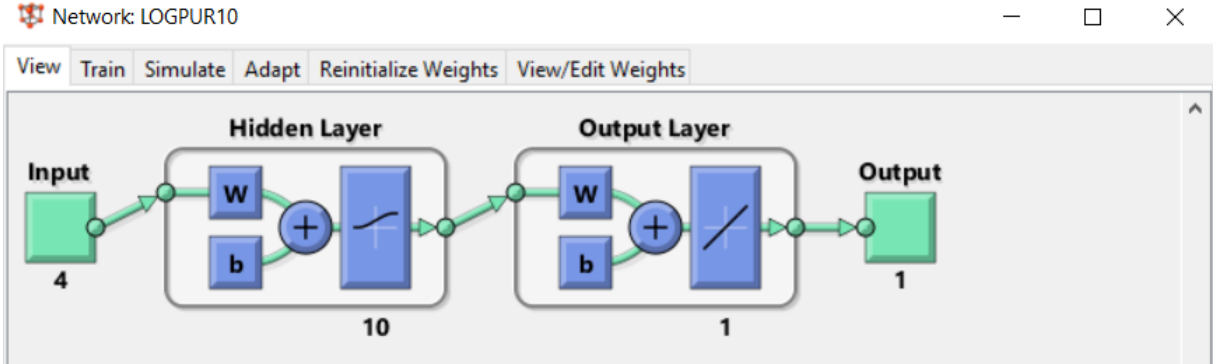 Network: LOGPUR10
View Train Simulate Adapt Reinitialize Weights View/Edit Weights
Hidden Layer Output Layer
Input Output
W W
b b
4 1
10 1